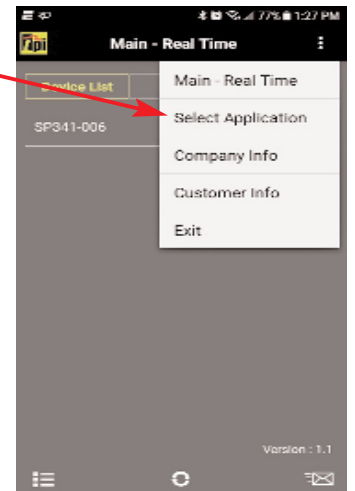 77% 1:27 PM
Tpi Main - Real Time
Device List
Main - Real Time
SP341-006
Select Application
Company Info
Customer Info
Exit
Version : 1.1